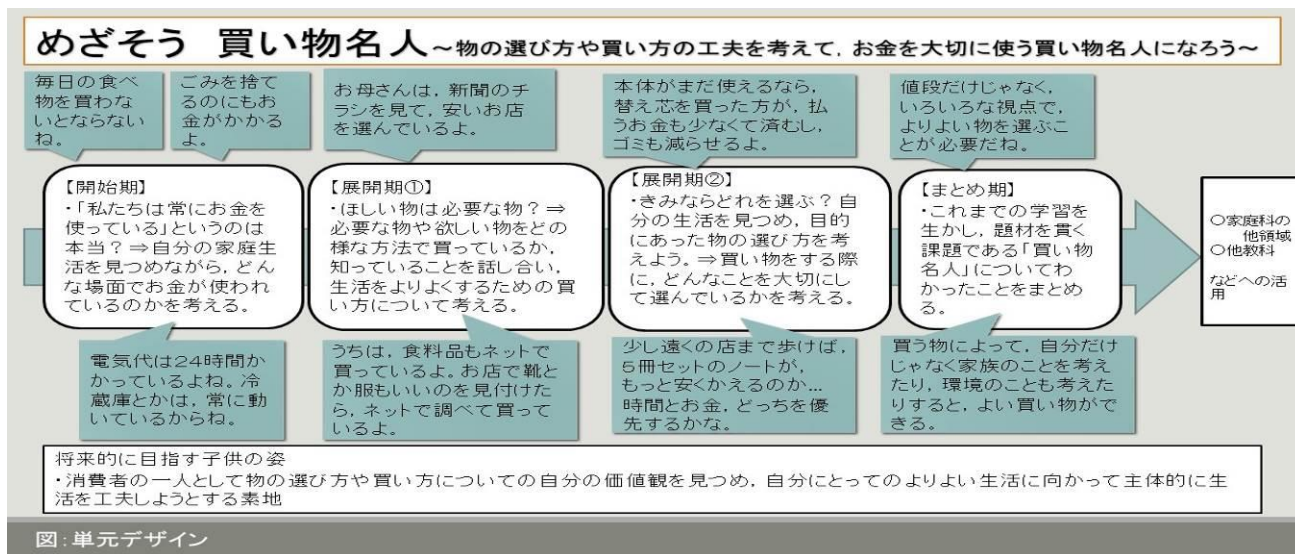 めざそう 買い物名人～物の選び方や買い方の工夫を考えて，お金を大切に使う買い物名人になろう～
毎日の食べ
物を買わな
いとならない
ね。
ごみを捨て
るのにもお
金がかかる
よ。
お母さんは，新聞のチ
ラシを見て，安いお店
を選んでいるよ。
本体がまだ使えるなら，
替え芯を買った方が，払
うお金も少なくて済むし，
ゴミも減らせるよ。
値段だけじゃなく，
いろいろな視点で，
よりよい物を選ぶこ
とが必要だね。
【開始期】
・「私たちは常にお金を
使っている」というのは
本当？⇒自分の家庭生
活を見つめながら，どん
な場面でお金が使われ
ているのかを考える。
【展開期①】
・ほしい物は必要な物？⇒
必要な物や欲しい物をどの
様な方法で買っているか，
知っていることを話し合い，
生活をよりよくするための買
い方について考える。
【展開期②】
・きみならどれを選ぶ？自
分の生活を見つめ，目的
にあった物の選び方を考
えよう。⇒買い物をする際
に，どんなことを大切にし
て選んでいるかを考える。
【まとめ期】
・これまでの学習を
生かし，題材を貫く
課題である「買い物
名人」についてわ
かったことをまとめ
る。
○家庭科の
他領域
○他教科
などへの活
用
電気代は２４時間か
かっているよね。冷
蔵庫とかは，常に動
いているからね。
うちは，食料品もネットで
買っているよ。お店で靴と
か服もいいのを見付けた
ら，ネットで調べて買って
いるよ。
少し遠くの店まで歩けば，
５冊セットのノートが，
もっと安くかえるのか…
時間とお金，どっちを優
先するかな。
買う物によって，自分だけ
じゃなく家族のことを考え
たり，環境のことも考えた
りすると，よい買い物がで
きる。
将来的に目指す子供の姿
・消費者の一人として物の選び方や買い方についての自分の価値観を見つめ，自分にとってのよりよい生活に向かって主体的に生
活を工夫しようとする素地
図：単元デザイン